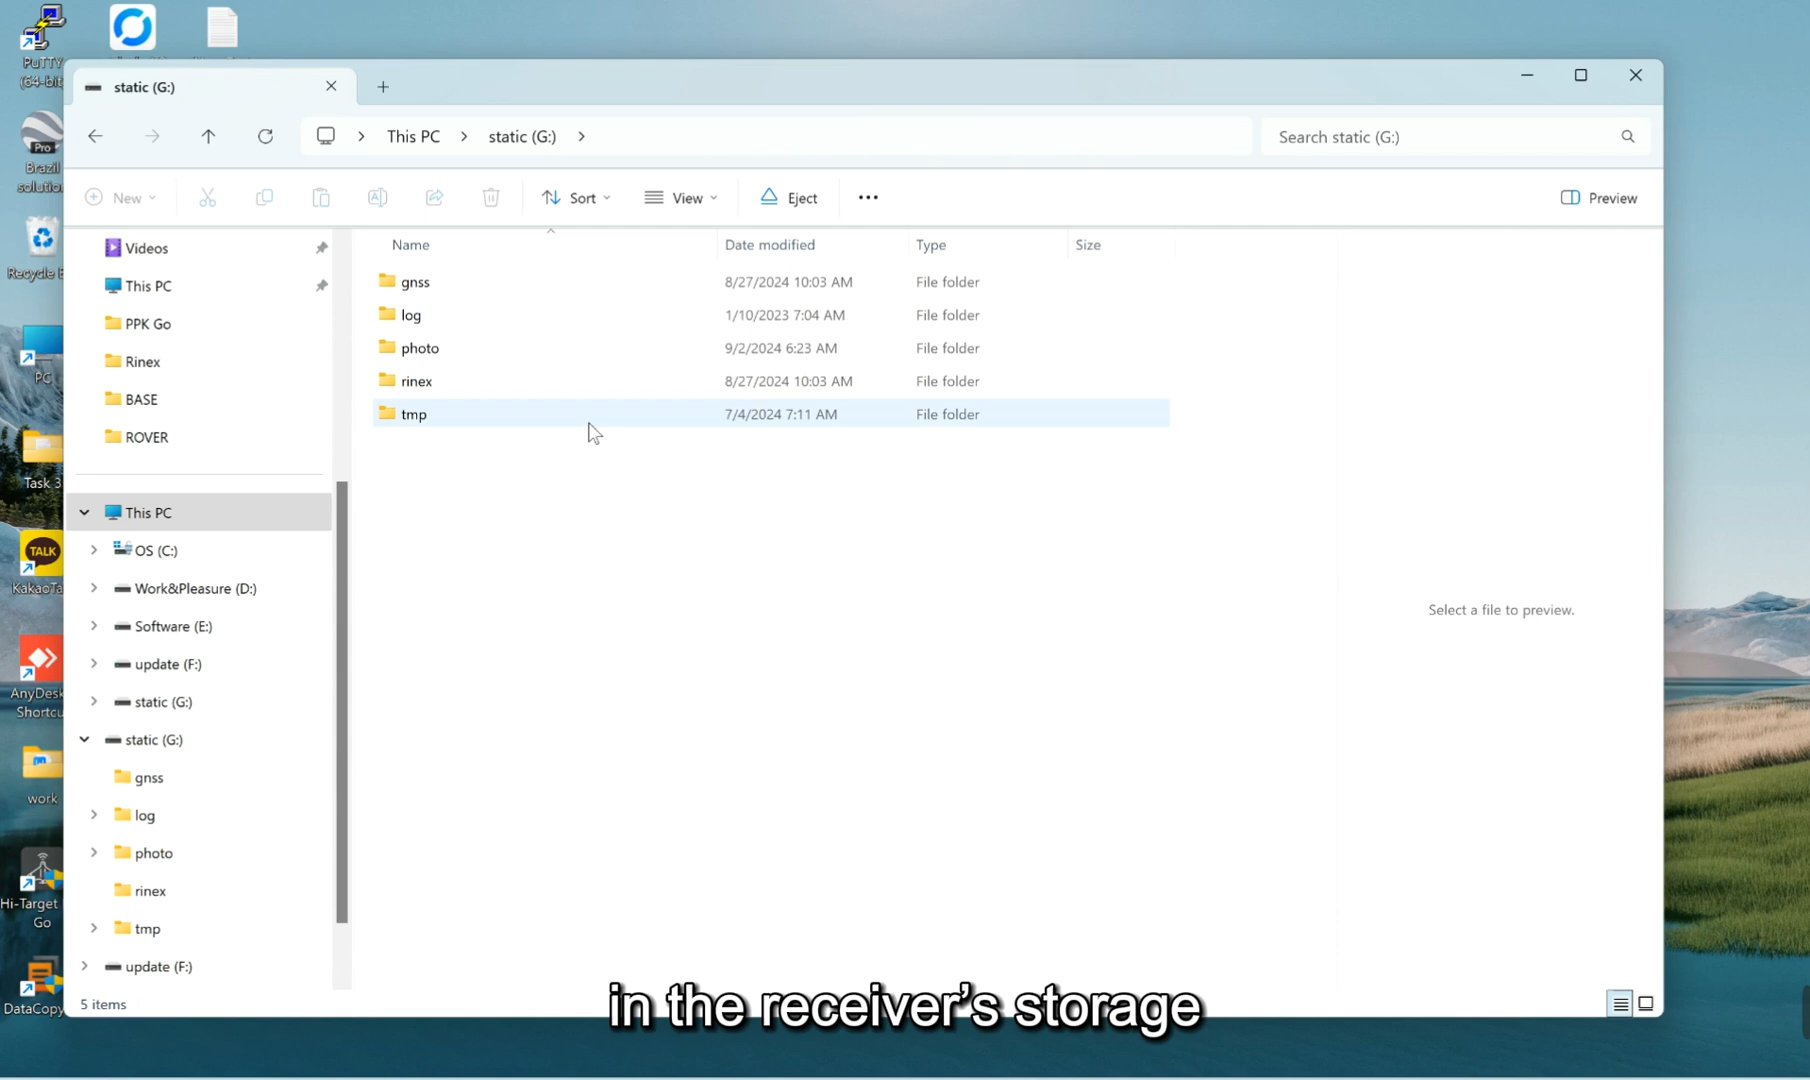 PuTTY
(64-bit
static (G:)
This PC
static (G:)
Search static (G:)
New
Sort
View
Eject
Preview
Pro
Brazil
solution
Recycle B
PC
Task 3
TALK
KakaoTa
AnyDesk
Shortcu
work
Hi-Target
Go
DataCopy
Videos
This PC
PPK Go
Rinex
BASE
ROVER
This PC
OS (C:)
Work&Pleasure (D:)
Software (E:)
update (F:)
static (G:)
static (G:)
gnss
log
photo
rinex
tmp
update (F:)
5 items
Name Date modified Type Size
gnss 8/27/2024 10:03 AM File folder
log 1/10/2023 7:04 AM File folder
photo 9/2/2024 6:23 AM File folder
rinex 8/27/2024 10:03 AM File folder
tmp 7/4/2024 7:11 AM File folder
Select a file to preview.
in the receiver’s storage